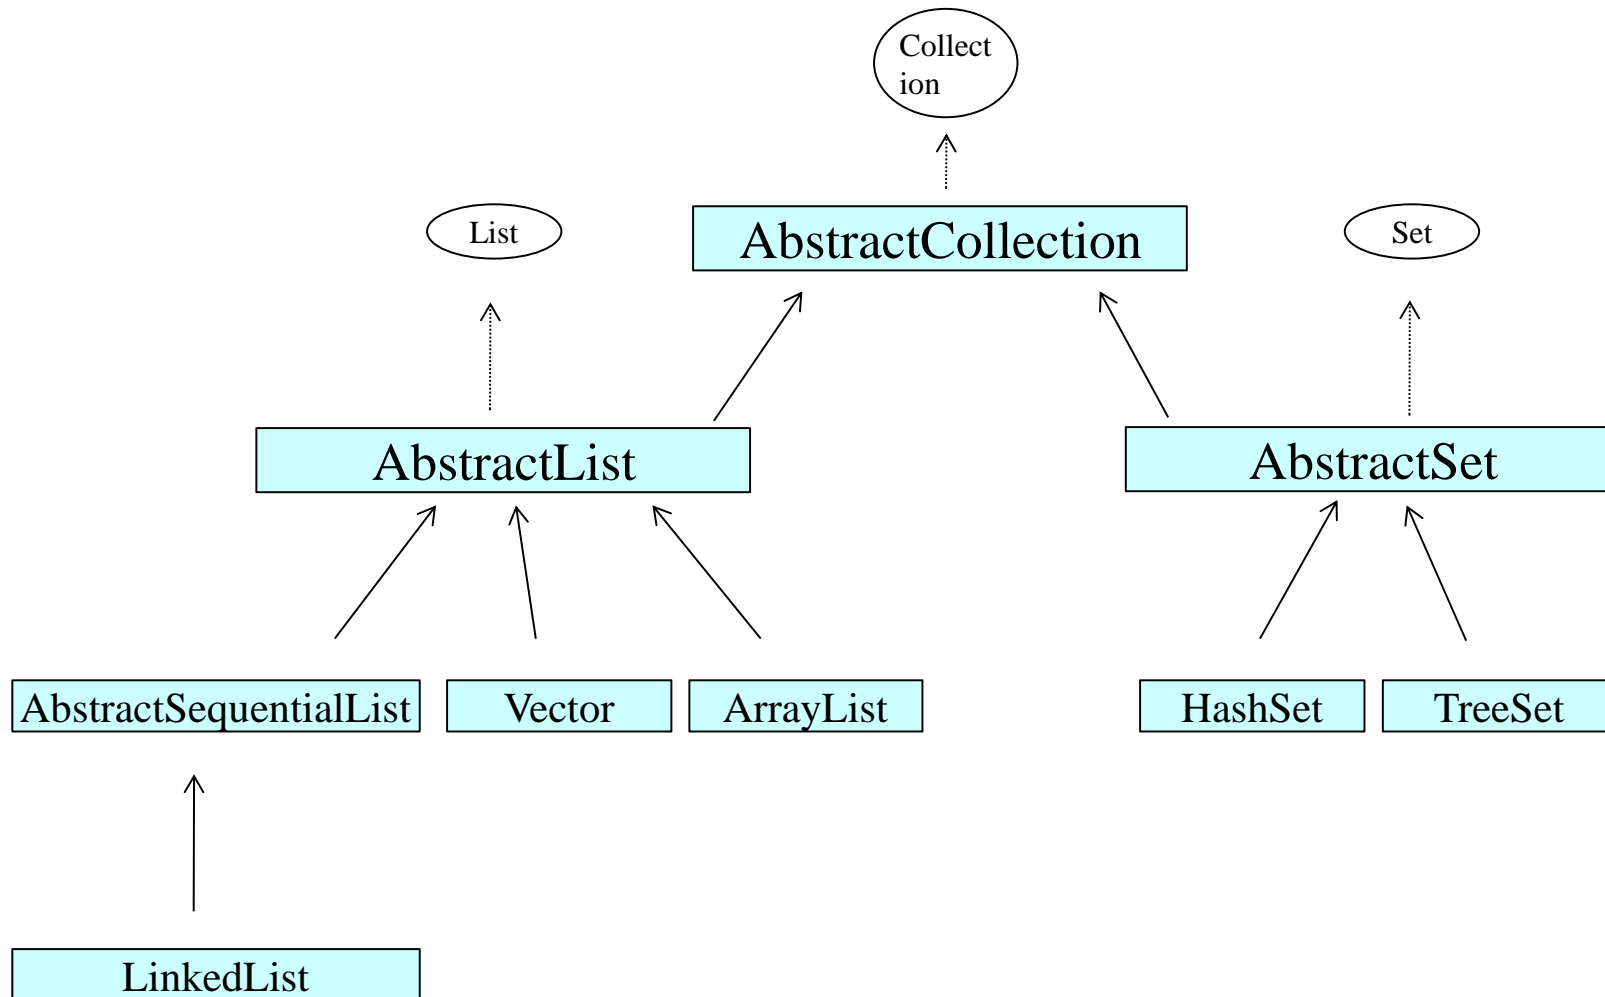 Collect
ion
List
AbstractCollection
Set
AbstractList
AbstractSet
AbstractSequentialList
Vector
ArrayList
HashSet
TreeSet
LinkedList